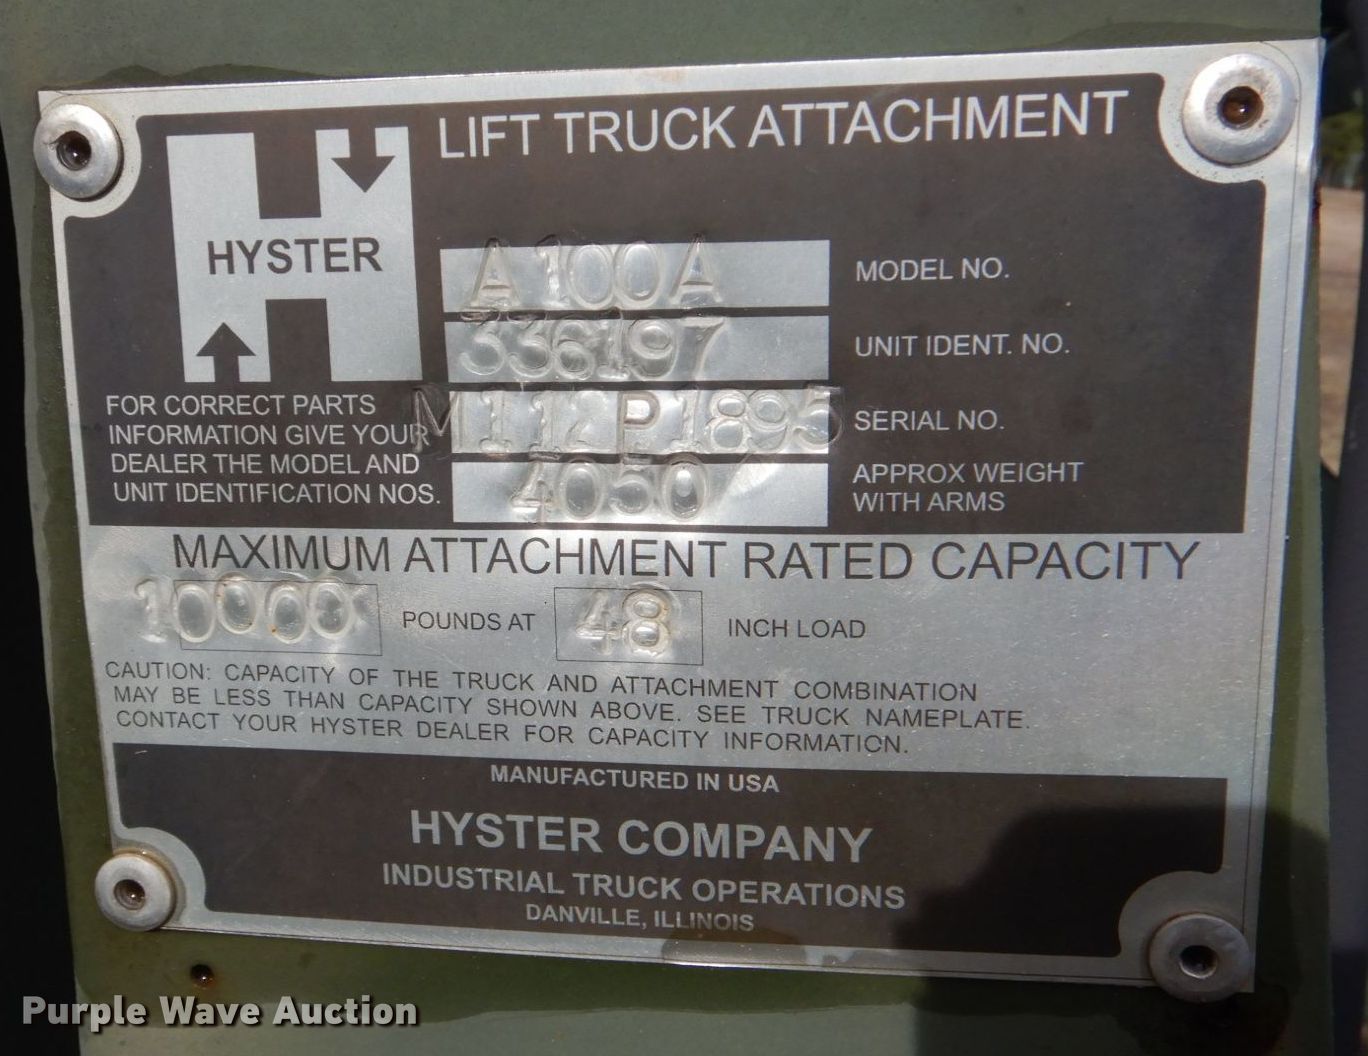 LIFT TRUCK ATTACHMENT
HYSTER
A100A MODEL NO.
336197 UNIT IDENT. NO.
M112P1895 SERIAL NO.
4050 APPROX WEIGHT
WITH ARMS
FOR CORRECT PARTS
INFORMATION GIVE YOUR
DEALER THE MODEL AND
UNIT IDENTIFICATION NOS.
MAXIMUM ATTACHMENT RATED CAPACITY
10000 POUNDS AT 48 INCH LOAD
CAUTION: CAPACITY OF THE TRUCK AND ATTACHMENT COMBINATION
MAY BE LESS THAN CAPACITY SHOWN ABOVE. SEE TRUCK NAMEPLATE.
CONTACT YOUR HYSTER DEALER FOR CAPACITY INFORMATION.
MANUFACTURED IN USA
HYSTER COMPANY
INDUSTRIAL TRUCK OPERATIONS
DANVILLE, ILLINOIS
Purple Wave Auction